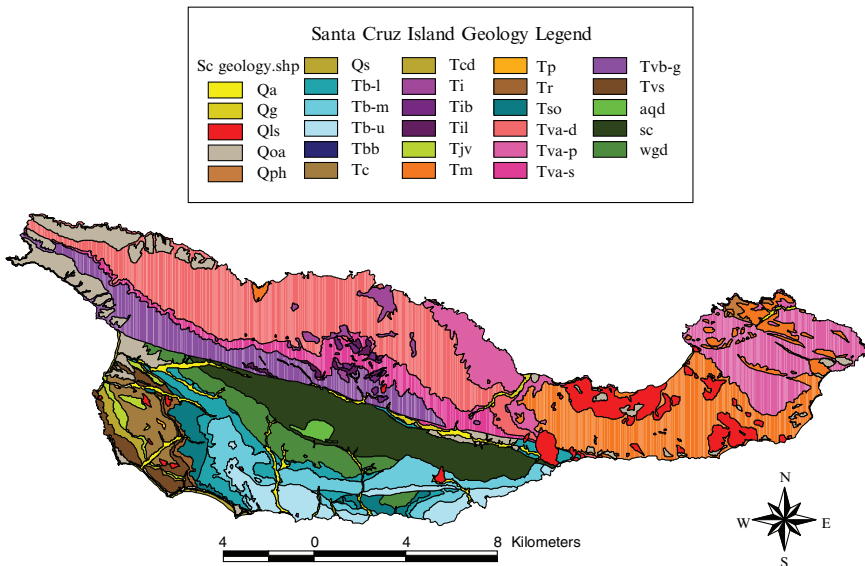 Santa Cruz Island Geology Legend
Sc geology.shp
Qa
Qg
Qls
Qoa
Qph
Qs
Tb-l
Tb-m
Tb-u
Tbb
Tc
Tcd
Ti
Tib
Til
Tjv
Tm
Tp
Tr
Tso
Tva-d
Tva-p
Tva-s
Tvb-g
Tvs
aqd
sc
wgd
N
W E
S
4 0 4 8 Kilometers